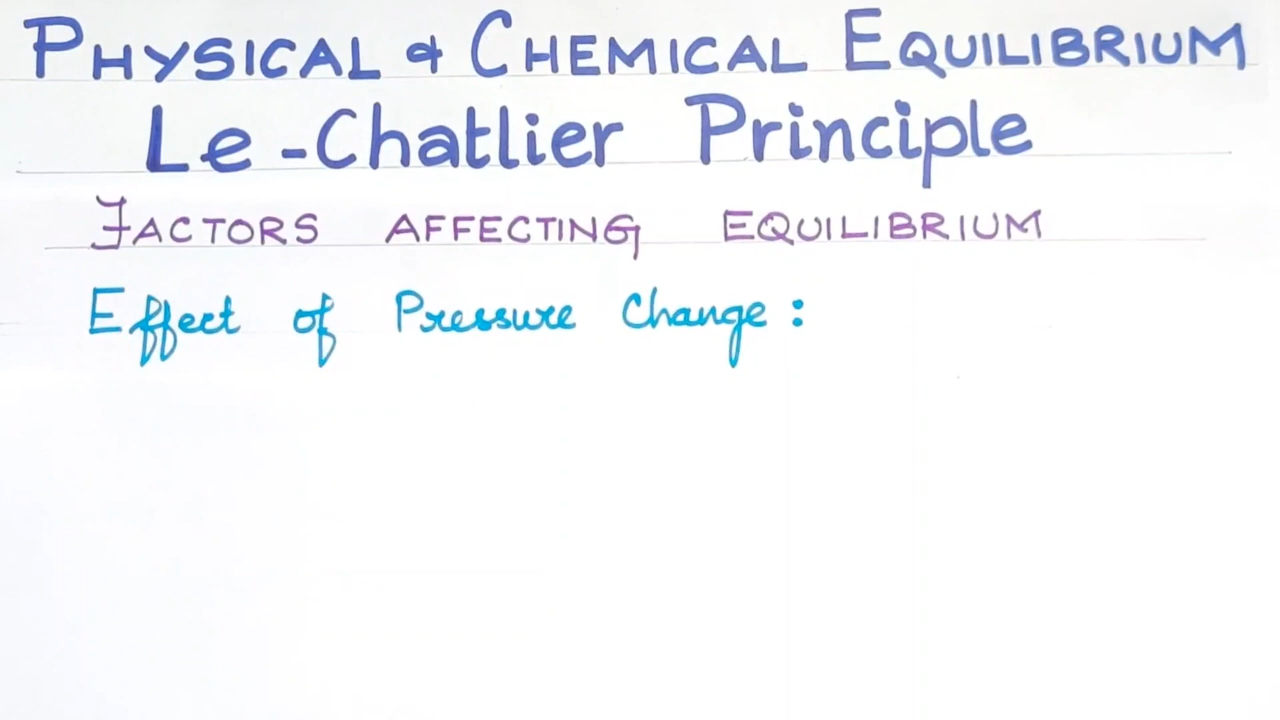 PHYSICAL & CHEMICAL EQUILIBRIUM
Le-Chatlier Principle
FACTORS AFFECTING EQUILIBRIUM
Effect of Pressure Change: